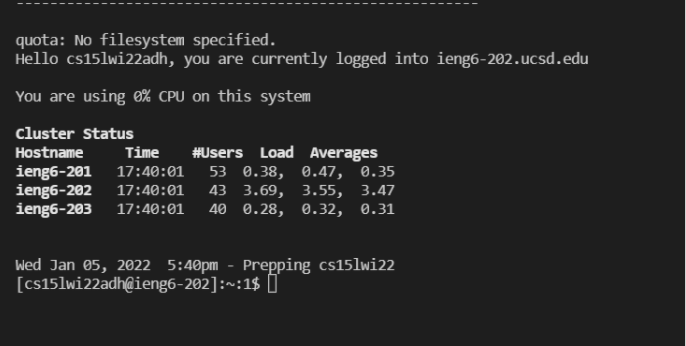 ------------------------------------------------------
quota: No filesystem specified.
Hello cs15lwi22adh, you are currently logged into ieng6-202.ucsd.edu
You are using 0% CPU on this system
Cluster Status
Hostname     Time    #Users  Load  Averages
ieng6-201   17:40:01   53  0.38,  0.47,  0.35
ieng6-202   17:40:01   43  3.69,  3.55,  3.47
ieng6-203   17:40:01   40  0.28,  0.32,  0.31
Wed Jan 05, 2022  5:40pm - Prepping cs15lwi22
[cs15lwi22adh@ieng6-202]:~:1$